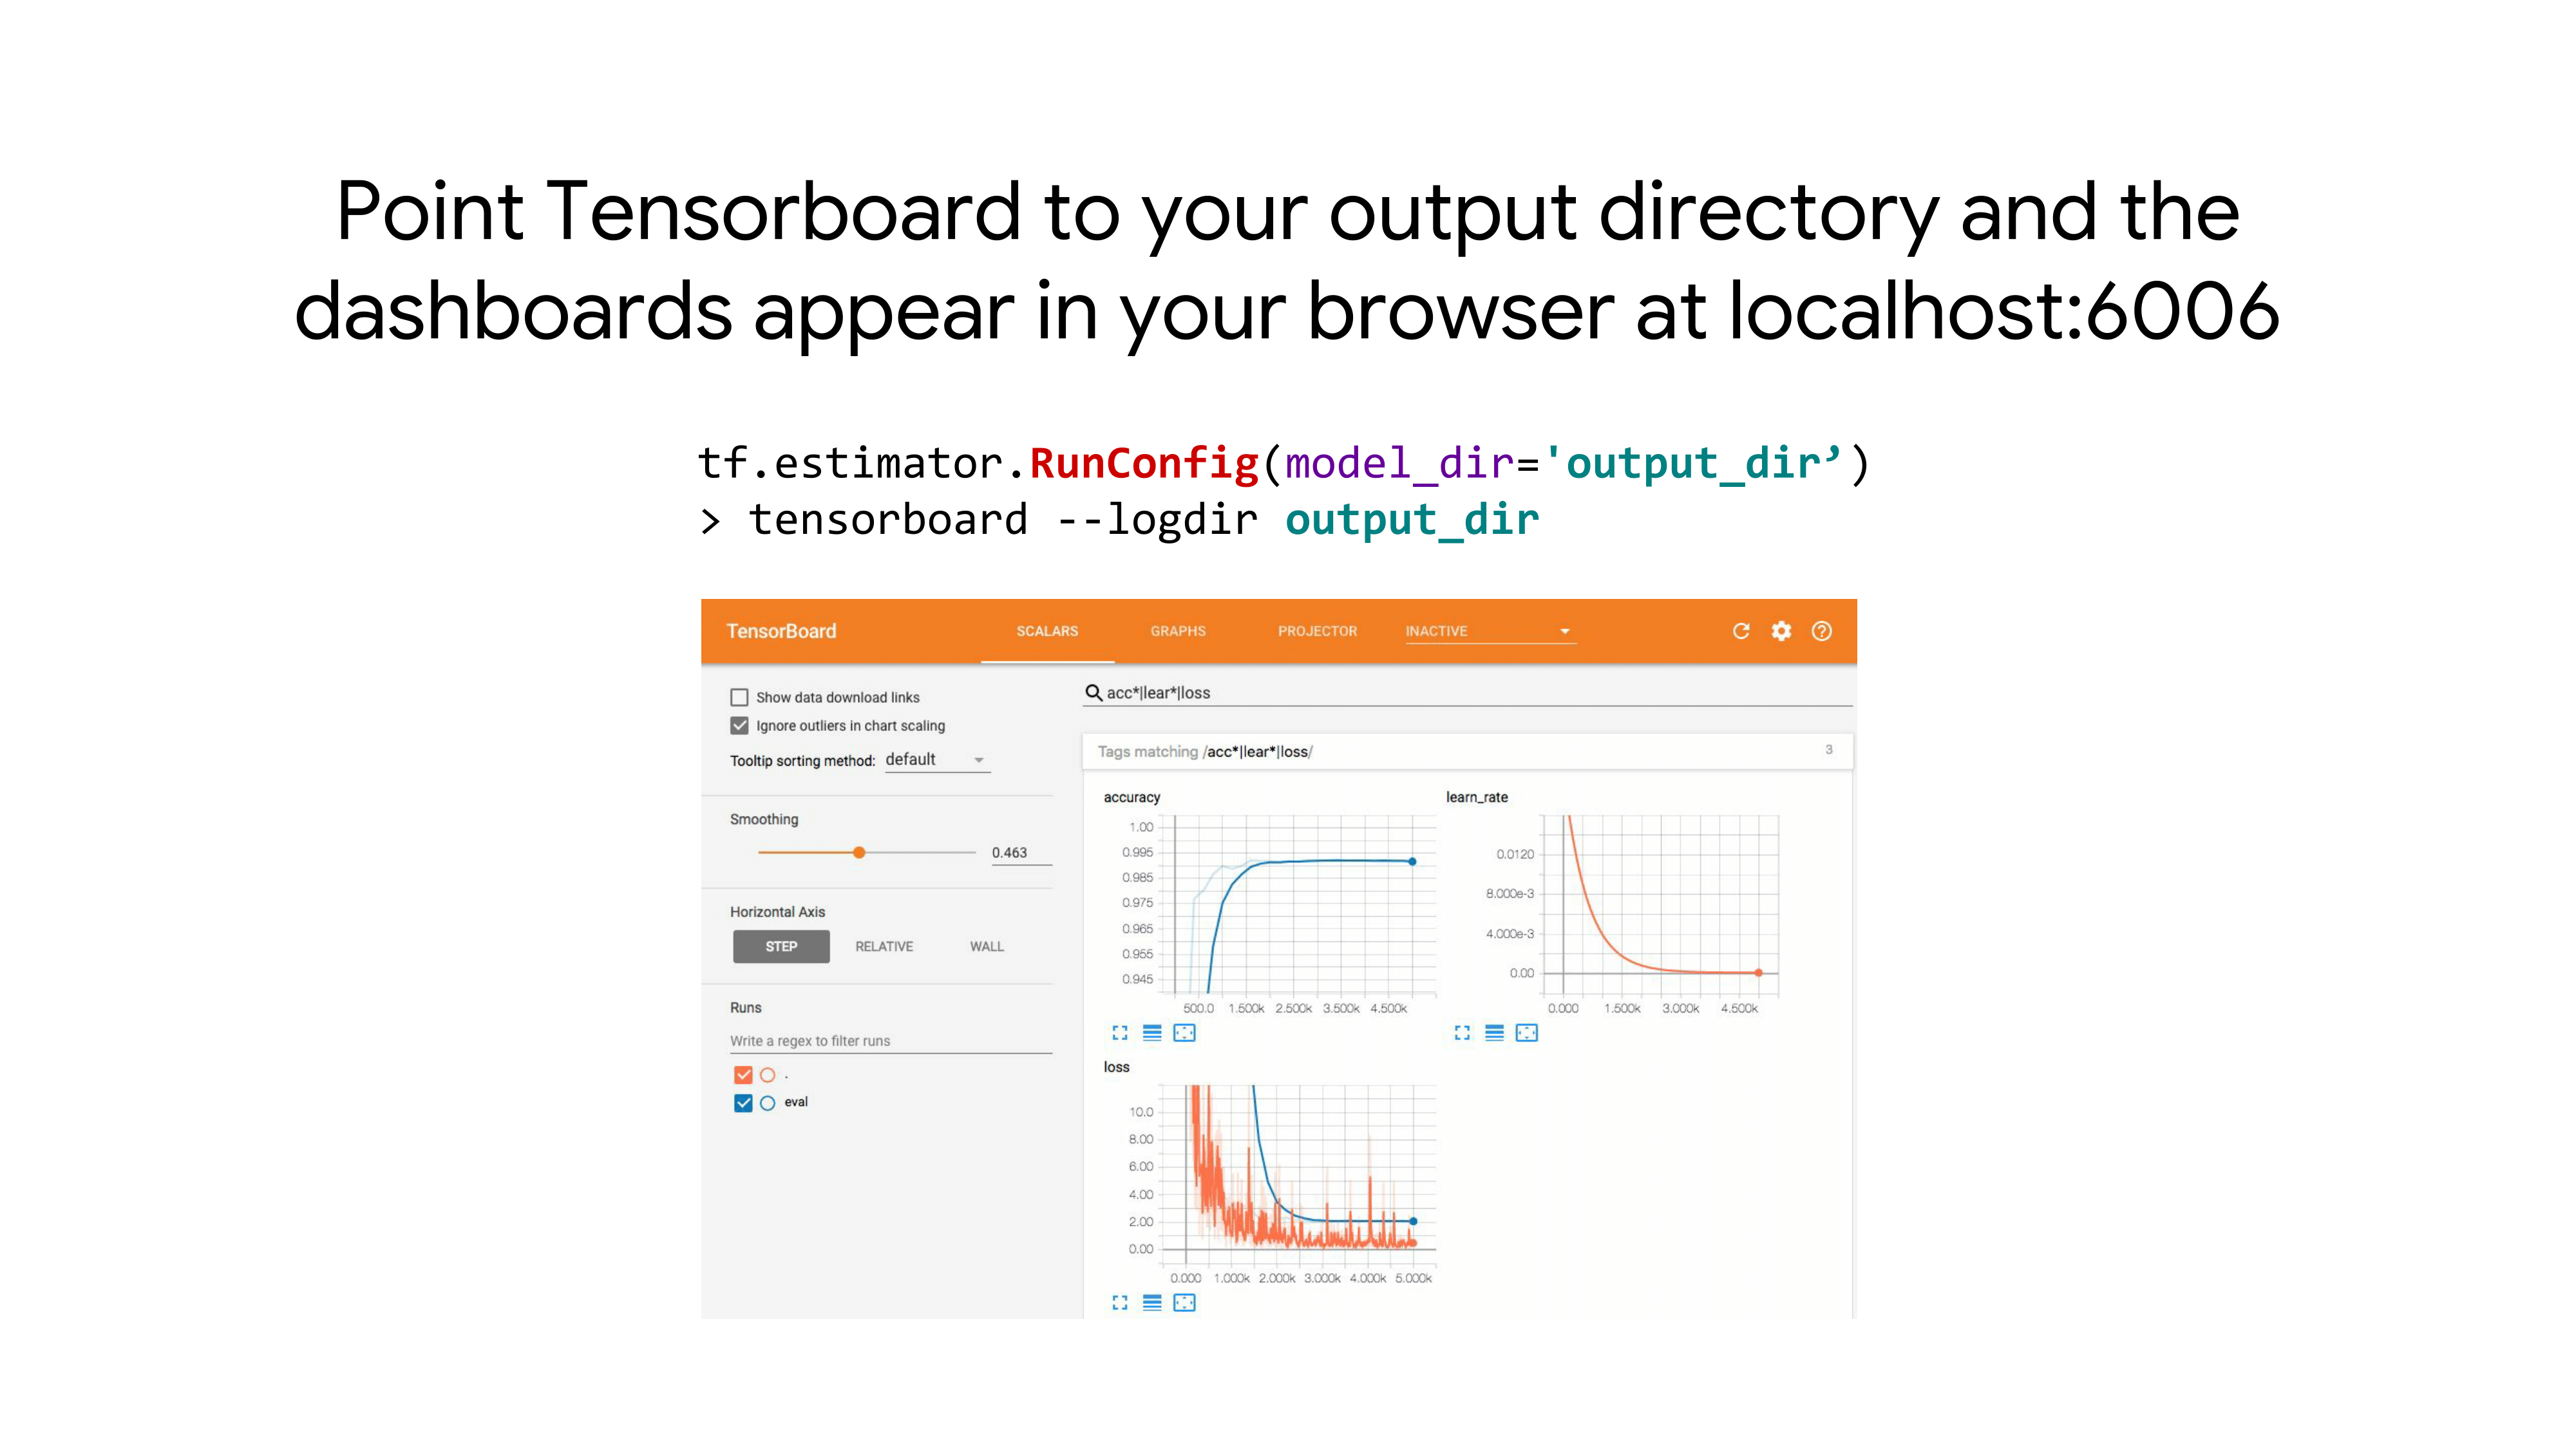 Point Tensorboard to your output directory and the
dashboards appear in your browser at localhost:6006
tf.estimator.RunConfig(model_dir='output_dir’)
> tensorboard --logdir output_dir
TensorBoard
SCALARS
GRAPHS
PROJECTOR
INACTIVE
Show data download links
Ignore outliers in chart scaling
Tooltip sorting method: default
Smoothing
0.463
Horizontal Axis
STEP
RELATIVE
WALL
Runs
Write a regex to filter runs
.
eval
acc*|lear*|loss
Tags matching /acc*|lear*|loss/
3
accuracy
1.00
0.995
0.985
0.975
0.965
0.955
0.945
500.0 1.500k 2.500k 3.500k 4.500k
learn_rate
0.0120
8.000e-3
4.000e-3
0.00
0.000 1.500k 3.000k 4.500k
loss
10.0
8.00
6.00
4.00
2.00
0.00
0.000 1.000k 2.000k 3.000k 4.000k 5.000k